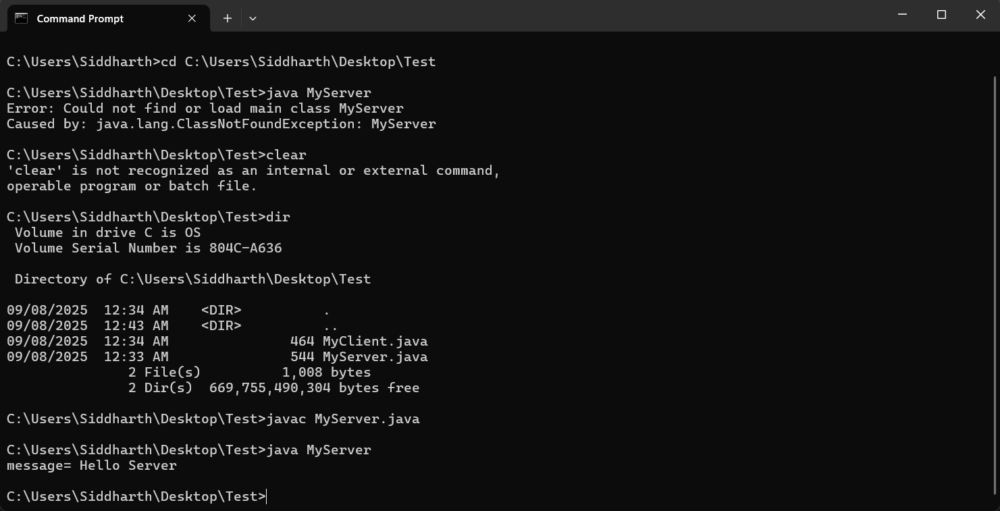 Command Prompt
C:\Users\Siddharth>cd C:\Users\Siddharth\Desktop\Test
C:\Users\Siddharth\Desktop\Test>java MyServer
Error: Could not find or load main class MyServer
Caused by: java.lang.ClassNotFoundException: MyServer
C:\Users\Siddharth\Desktop\Test>clear
'clear' is not recognized as an internal or external command,
operable program or batch file.
C:\Users\Siddharth\Desktop\Test>dir
 Volume in drive C is OS
 Volume Serial Number is 804C-A636
 Directory of C:\Users\Siddharth\Desktop\Test
09/08/2025  12:34 AM    <DIR>          .
09/08/2025  12:43 AM    <DIR>          ..
09/08/2025  12:34 AM               464 MyClient.java
09/08/2025  12:33 AM               544 MyServer.java
               2 File(s)          1,008 bytes
               2 Dir(s)  669,755,490,304 bytes free
C:\Users\Siddharth\Desktop\Test>javac MyServer.java
C:\Users\Siddharth\Desktop\Test>java MyServer
message= Hello Server
C:\Users\Siddharth\Desktop\Test>